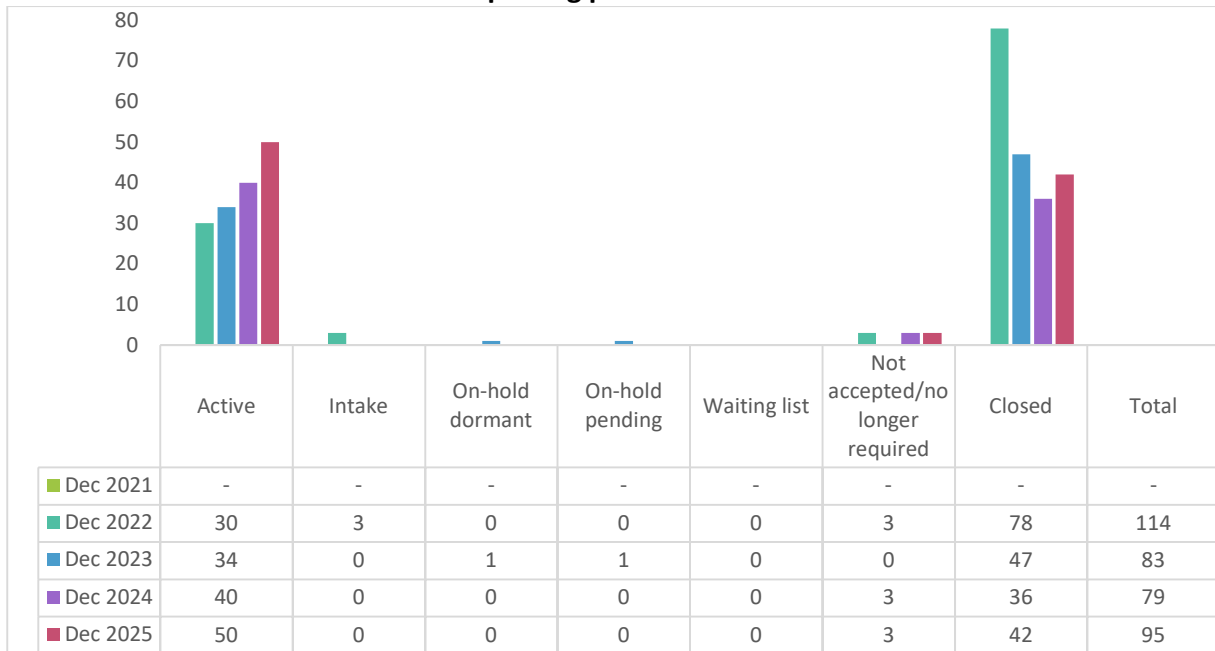 80
70
60
50
40
30
20
10
0
Active Intake On-hold dormant On-hold pending Waiting list Not accepted/no longer required Closed Total
Dec 2021 - - - - - - - -
Dec 2022 30 3 0 0 0 3 78 114
Dec 2023 34 0 1 1 0 0 47 83
Dec 2024 40 0 0 0 0 3 36 79
Dec 2025 50 0 0 0 0 3 42 95